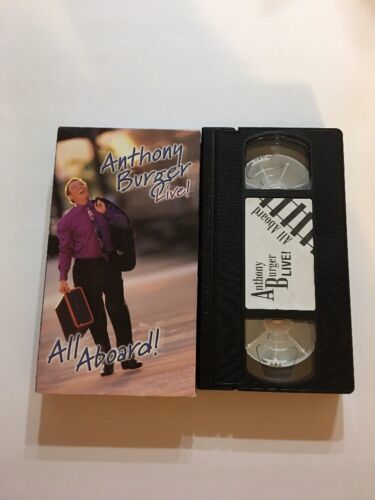 Anthony
Burger
Live!
All Aboard!
All Aboard
Anthony
Burger
LIVE!